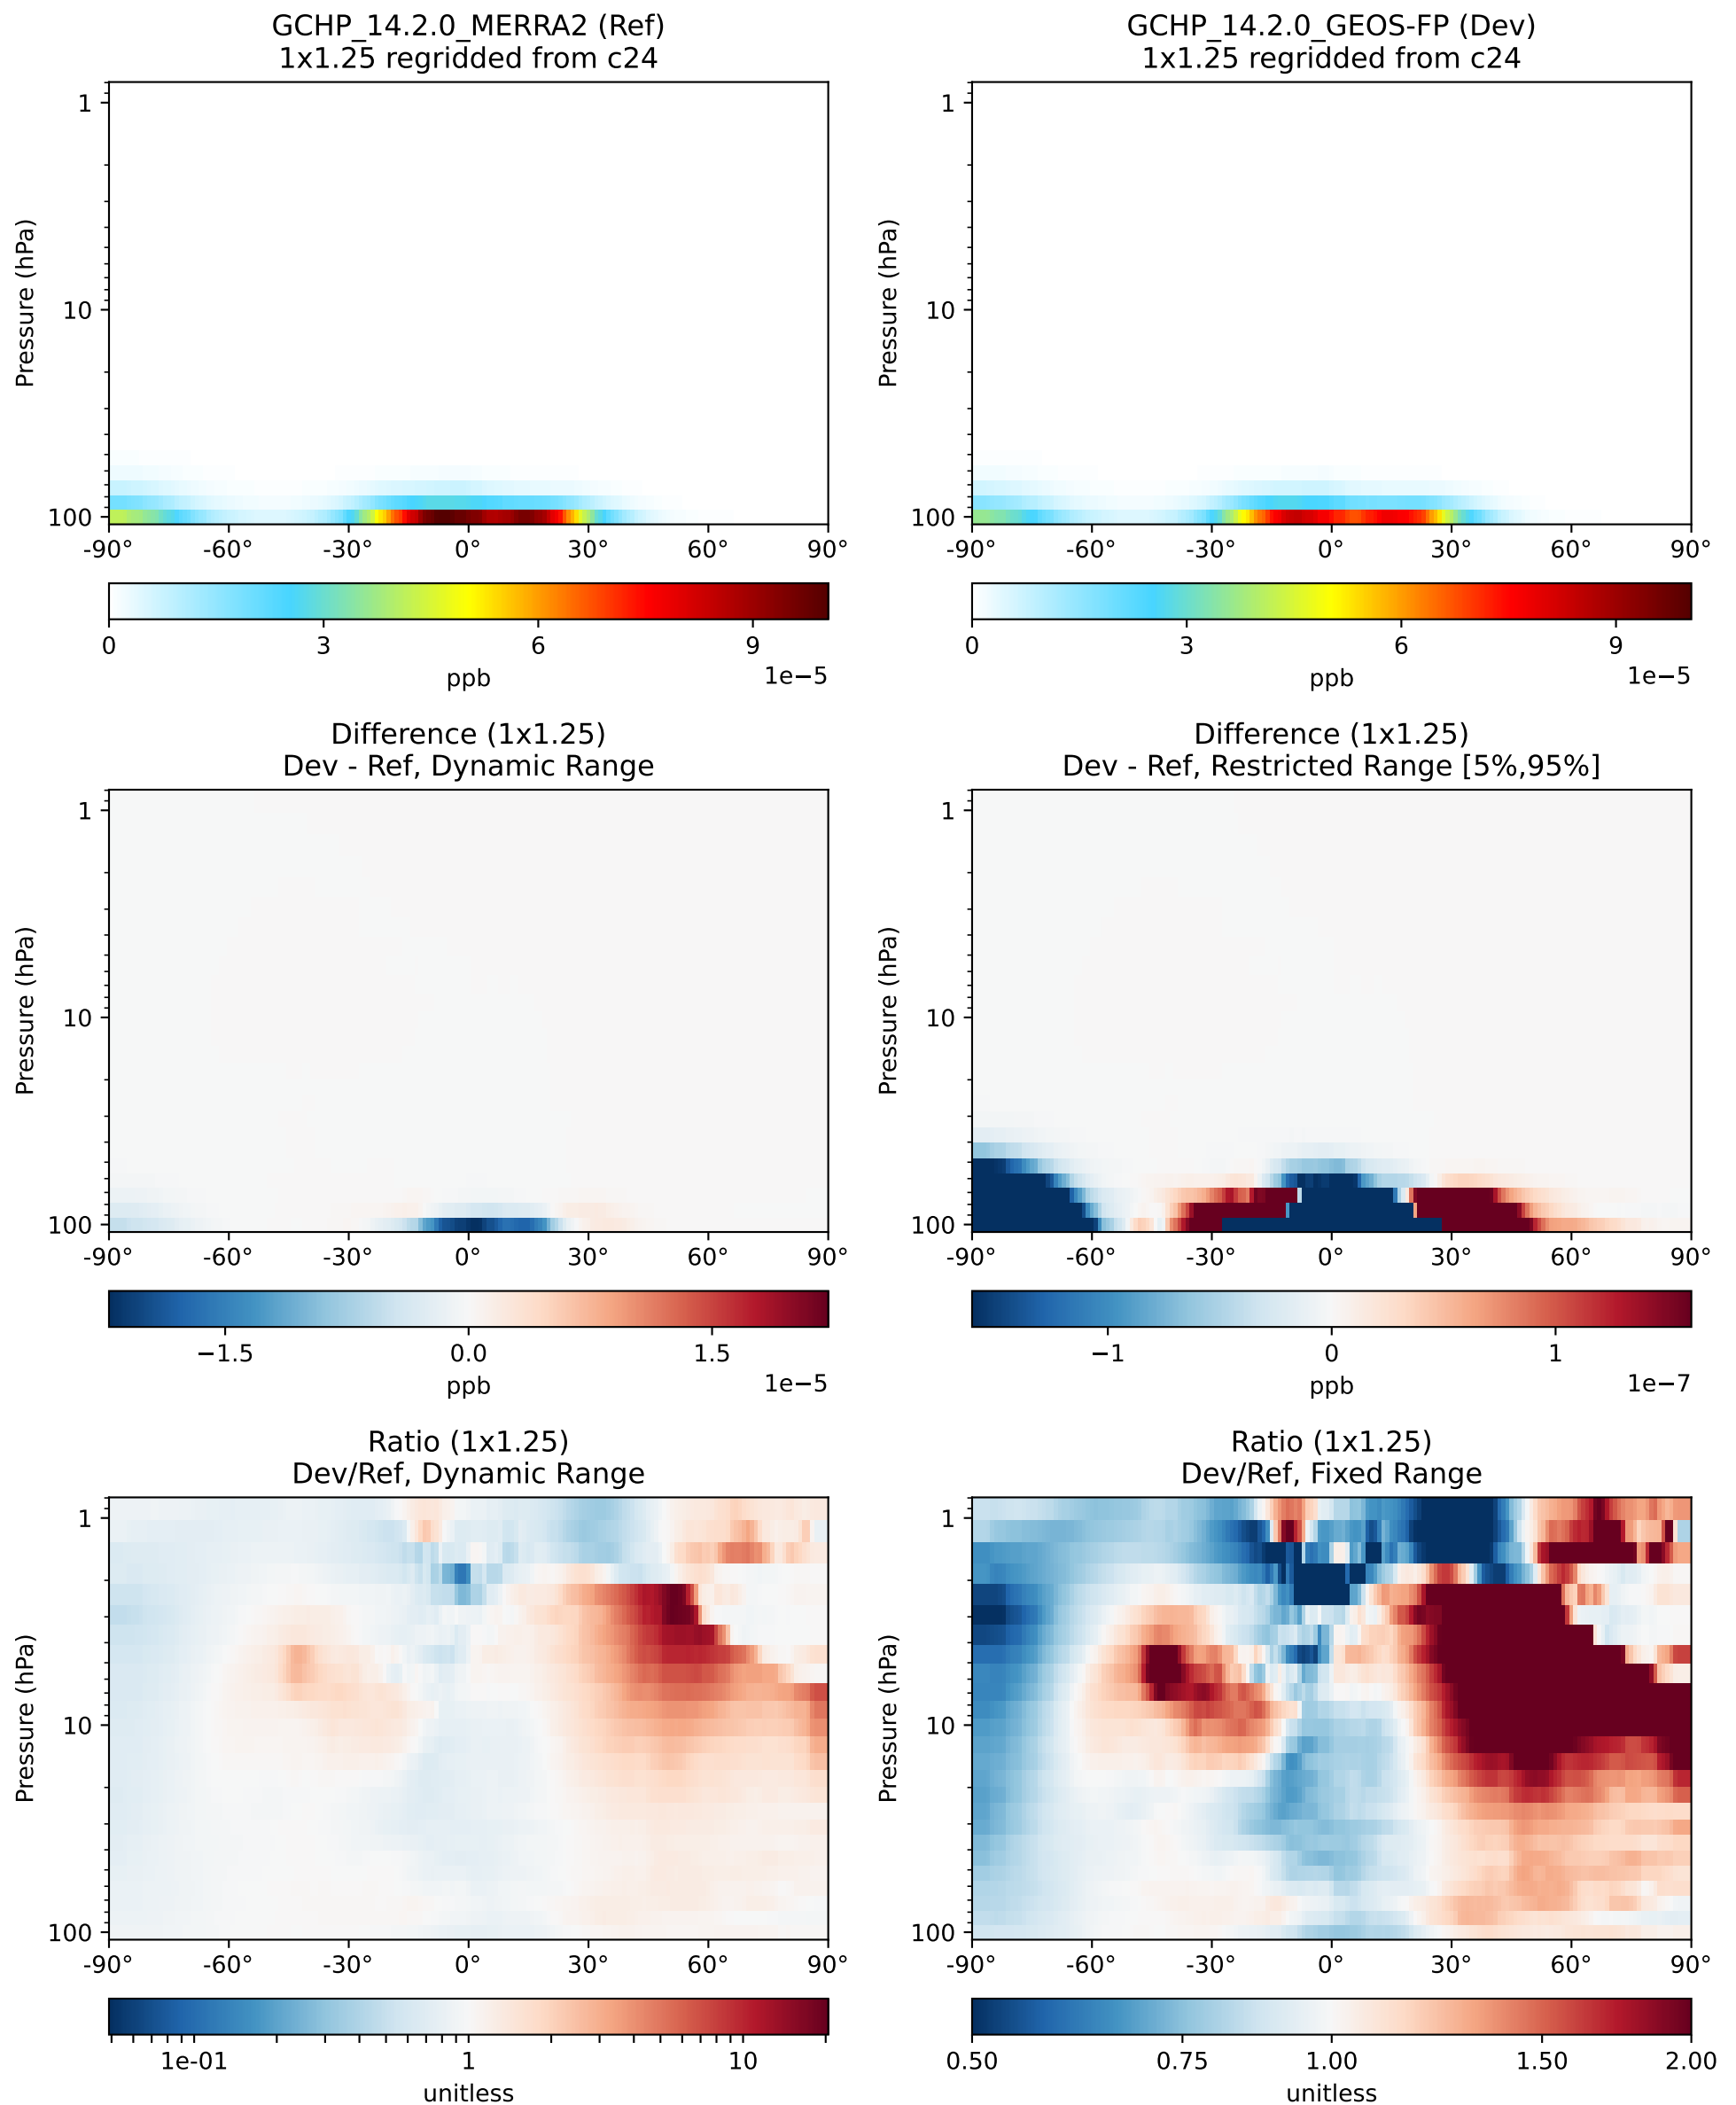 GCHP_14.2.0_MERRA2 (Ref)
1x1.25 regridded from c24
Pressure (hPa)
1
10
100
-90° -60° -30° 0° 30° 60° 90°
0 3 6 9
1e−5
ppb
GCHP_14.2.0_GEOS-FP (Dev)
1x1.25 regridded from c24
Pressure (hPa)
1
10
100
-90° -60° -30° 0° 30° 60° 90°
0 3 6 9
1e−5
ppb
Difference (1x1.25)
Dev - Ref, Dynamic Range
Pressure (hPa)
1
10
100
-90° -60° -30° 0° 30° 60° 90°
−1.5 0.0 1.5
1e−5
ppb
Difference (1x1.25)
Dev - Ref, Restricted Range [5%,95%]
Pressure (hPa)
1
10
100
-90° -60° -30° 0° 30° 60° 90°
−1 0 1
1e−7
ppb
Ratio (1x1.25)
Dev/Ref, Dynamic Range
Pressure (hPa)
1
10
100
-90° -60° -30° 0° 30° 60° 90°
1e-01 1 10
unitless
Ratio (1x1.25)
Dev/Ref, Fixed Range
Pressure (hPa)
1
10
100
-90° -60° -30° 0° 30° 60° 90°
0.50 0.75 1.00 1.50 2.00
unitless